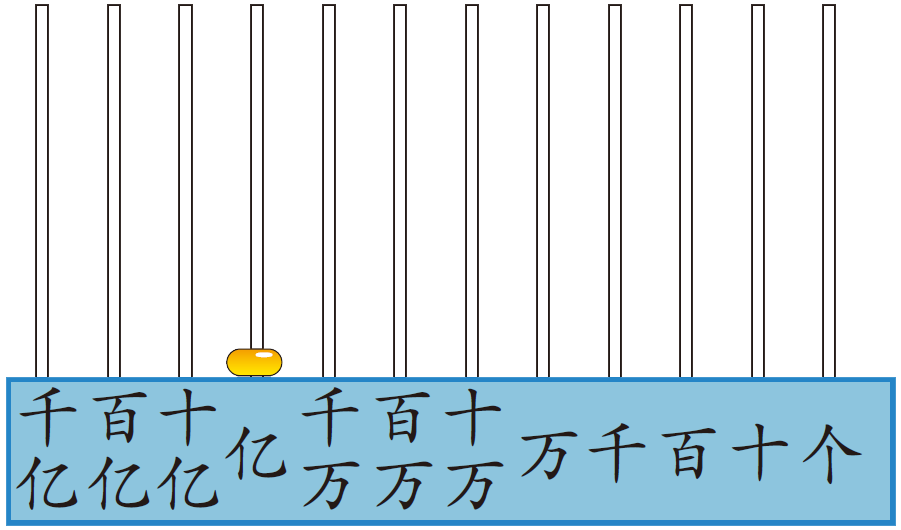 千亿 百亿 十亿 亿 千万 百万 十万 万 千 百 十 个